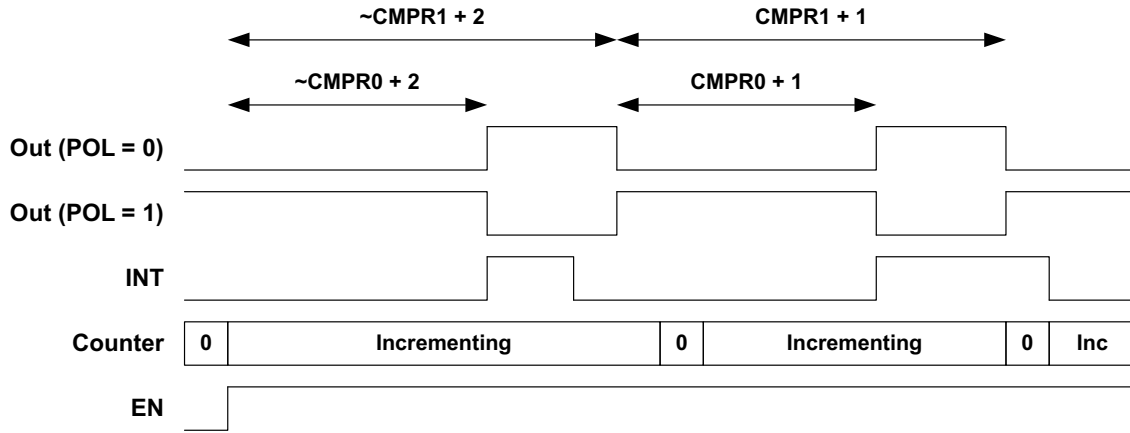 ~CMPR1 + 2 CMPR1 + 1
~CMPR0 + 2 CMPR0 + 1
Out (POL = 0)
Out (POL = 1)
INT
Counter 0 Incrementing 0 Incrementing 0 Inc
EN